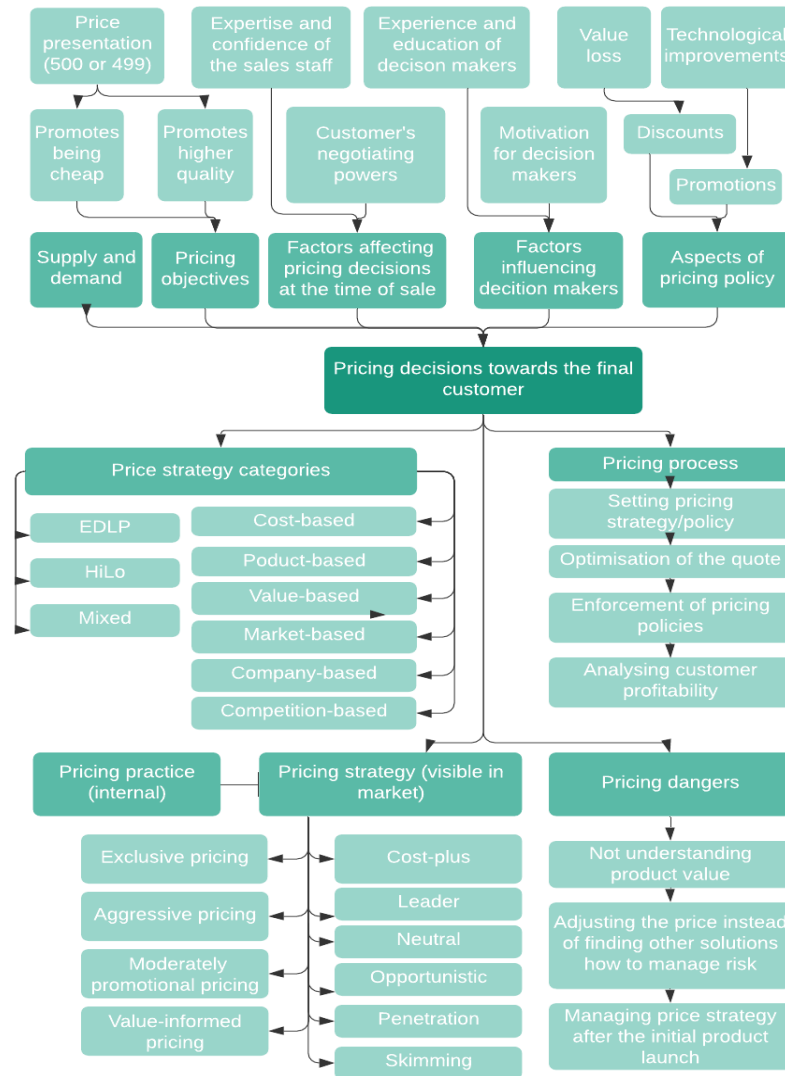 Price
presentation
(500 or 499)
Expertise and
confidence of
the sales staff
Experience and
education of
decison makers
Value
loss
Technological
improvements
Promotes
being
cheap
Promotes
higher
quality
Customer's
negotiating
powers
Motivation
for decision
makers
Discounts
Promotions
Supply and
demand
Pricing
objectives
Factors affecting
pricing decisions
at the time of sale
Factors
influencing
decition makers
Aspects of
pricing policy
Pricing decisions towards the final
customer
Price strategy categories
EDLP
HiLo
Mixed
Cost-based
Poduct-based
Value-based
Market-based
Company-based
Competition-based
Pricing process
Setting pricing
strategy/policy
Optimisation of the quote
Enforcement of pricing
policies
Analysing customer
profitability
Pricing practice
(internal)
Pricing strategy (visible in
market)
Exclusive pricing
Aggressive pricing
Moderately
promotional pricing
Value-informed
pricing
Cost-plus
Leader
Neutral
Opportunistic
Penetration
Skimming
Pricing dangers
Not understanding
product value
Adjusting the price instead
of finding other solutions
how to manage risk
Managing price strategy
after the initial product
launch